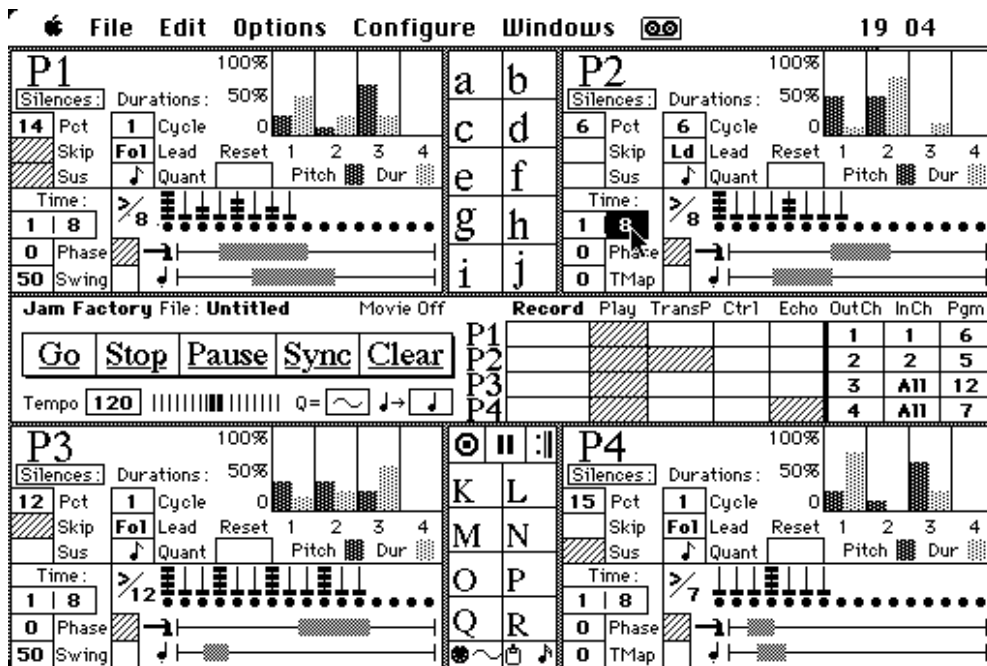 File Edit Options Configure Windows 19 04
P1 100%
Silences: Durations: 50%
14 Pct 1 Cycle 0
Skip Fol Lead Reset 1 2 3 4
Sus Quant Pitch Dur
Time: > / 8
1 | 8
0 Phase
50 Swing
a b
c d
e f
g h
i j
P2 100%
Silences: Durations: 50%
6 Pct 6 Cycle 0
Skip Ld Lead Reset 1 2 3 4
Sus Quant Pitch Dur
Time: > / 8
1 8
0 Phase
0 TMap
Jam Factory File: Untitled Movie Off
Go Stop Pause Sync Clear
Tempo 120 Q=
Record Play TransP Ctrl Echo OutCh InCh Pgm
P1 1 1 6
P2 2 2 5
P3 3 All 12
P4 4 All 7
P3 100%
Silences: Durations: 50%
12 Pct 1 Cycle 0
Skip Fol Lead Reset 1 2 3 4
Sus Quant Pitch Dur
Time: > / 12
1 | 8
0 Phase
50 Swing
K L
M N
O P
Q R
P4 100%
Silences: Durations: 50%
15 Pct 1 Cycle 0
Skip Fol Lead Reset 1 2 3 4
Sus Quant Pitch Dur
Time: > / 7
1 | 8
0 Phase
0 TMap